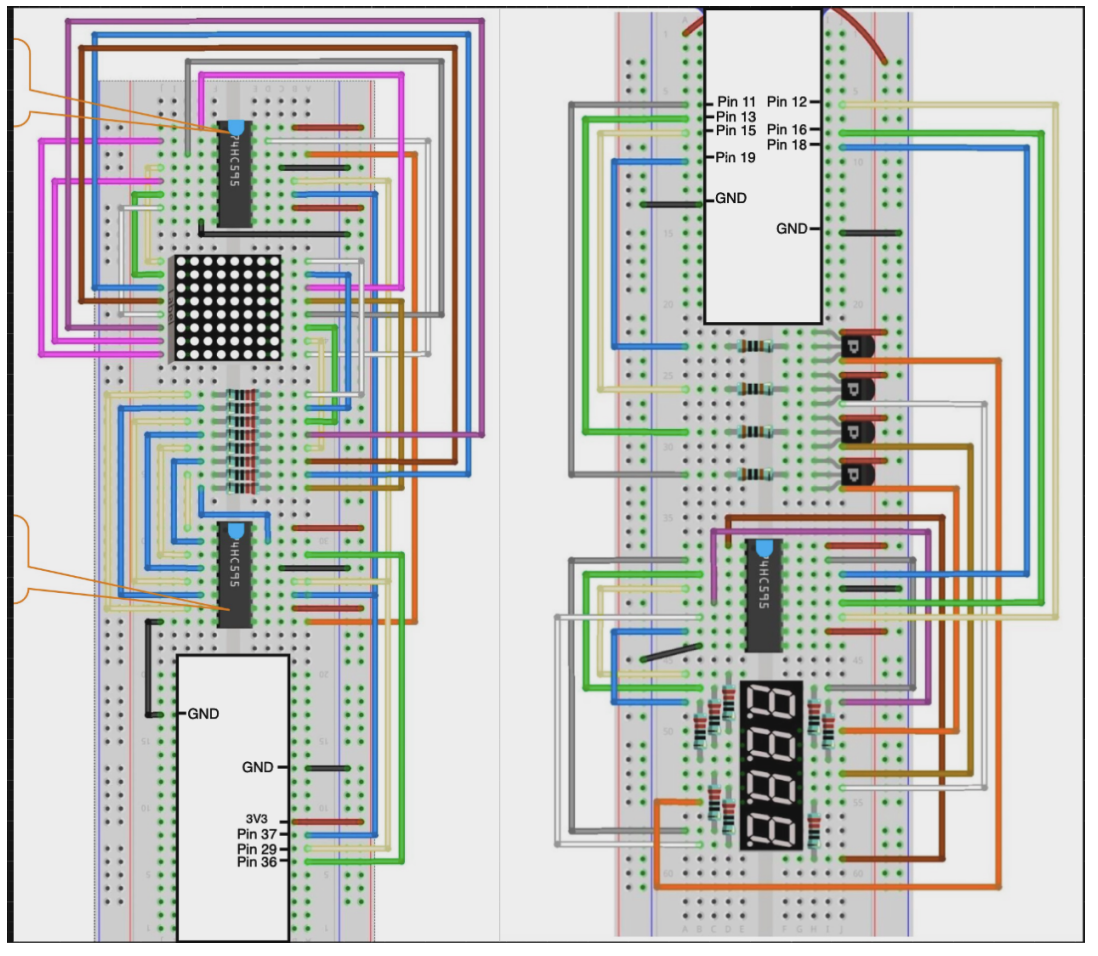 74HC595
GND
74HC595
GND
3V3
Pin 37
Pin 29
Pin 36
Pin 11
Pin 12
Pin 13
Pin 15
Pin 16
Pin 18
Pin 19
GND
GND
P
P
P
P
74HC595